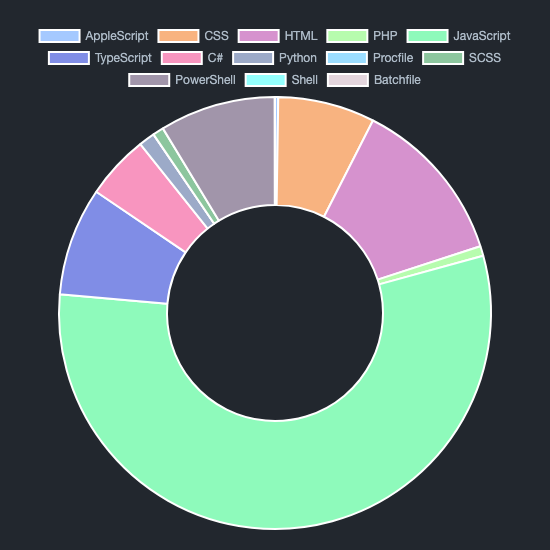 AppleScript CSS HTML PHP JavaScript
TypeScript C# Python Procfile SCSS
PowerShell Shell Batchfile